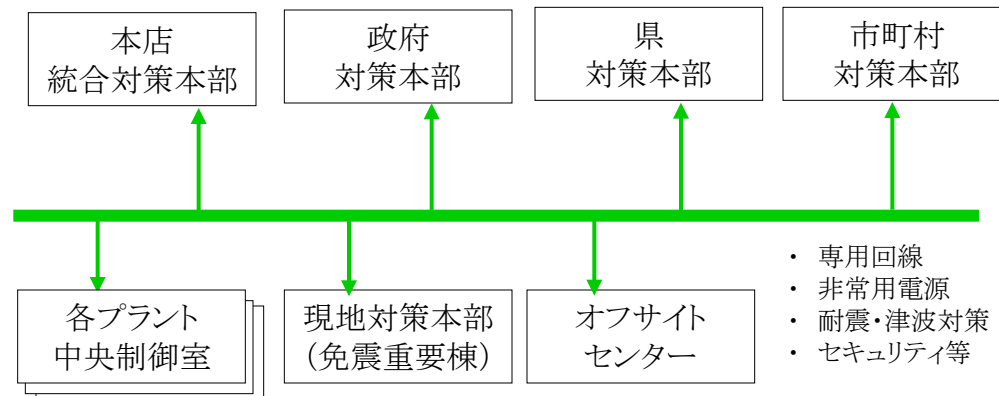 本店
統合対策本部
政府
対策本部
県
対策本部
市町村
対策本部
各プラント
中央制御室
現地対策本部
(免震重要棟)
オフサイト
センター
・ 専用回線
・ 非常用電源
・ 耐震・津波対策
・ セキュリティ等